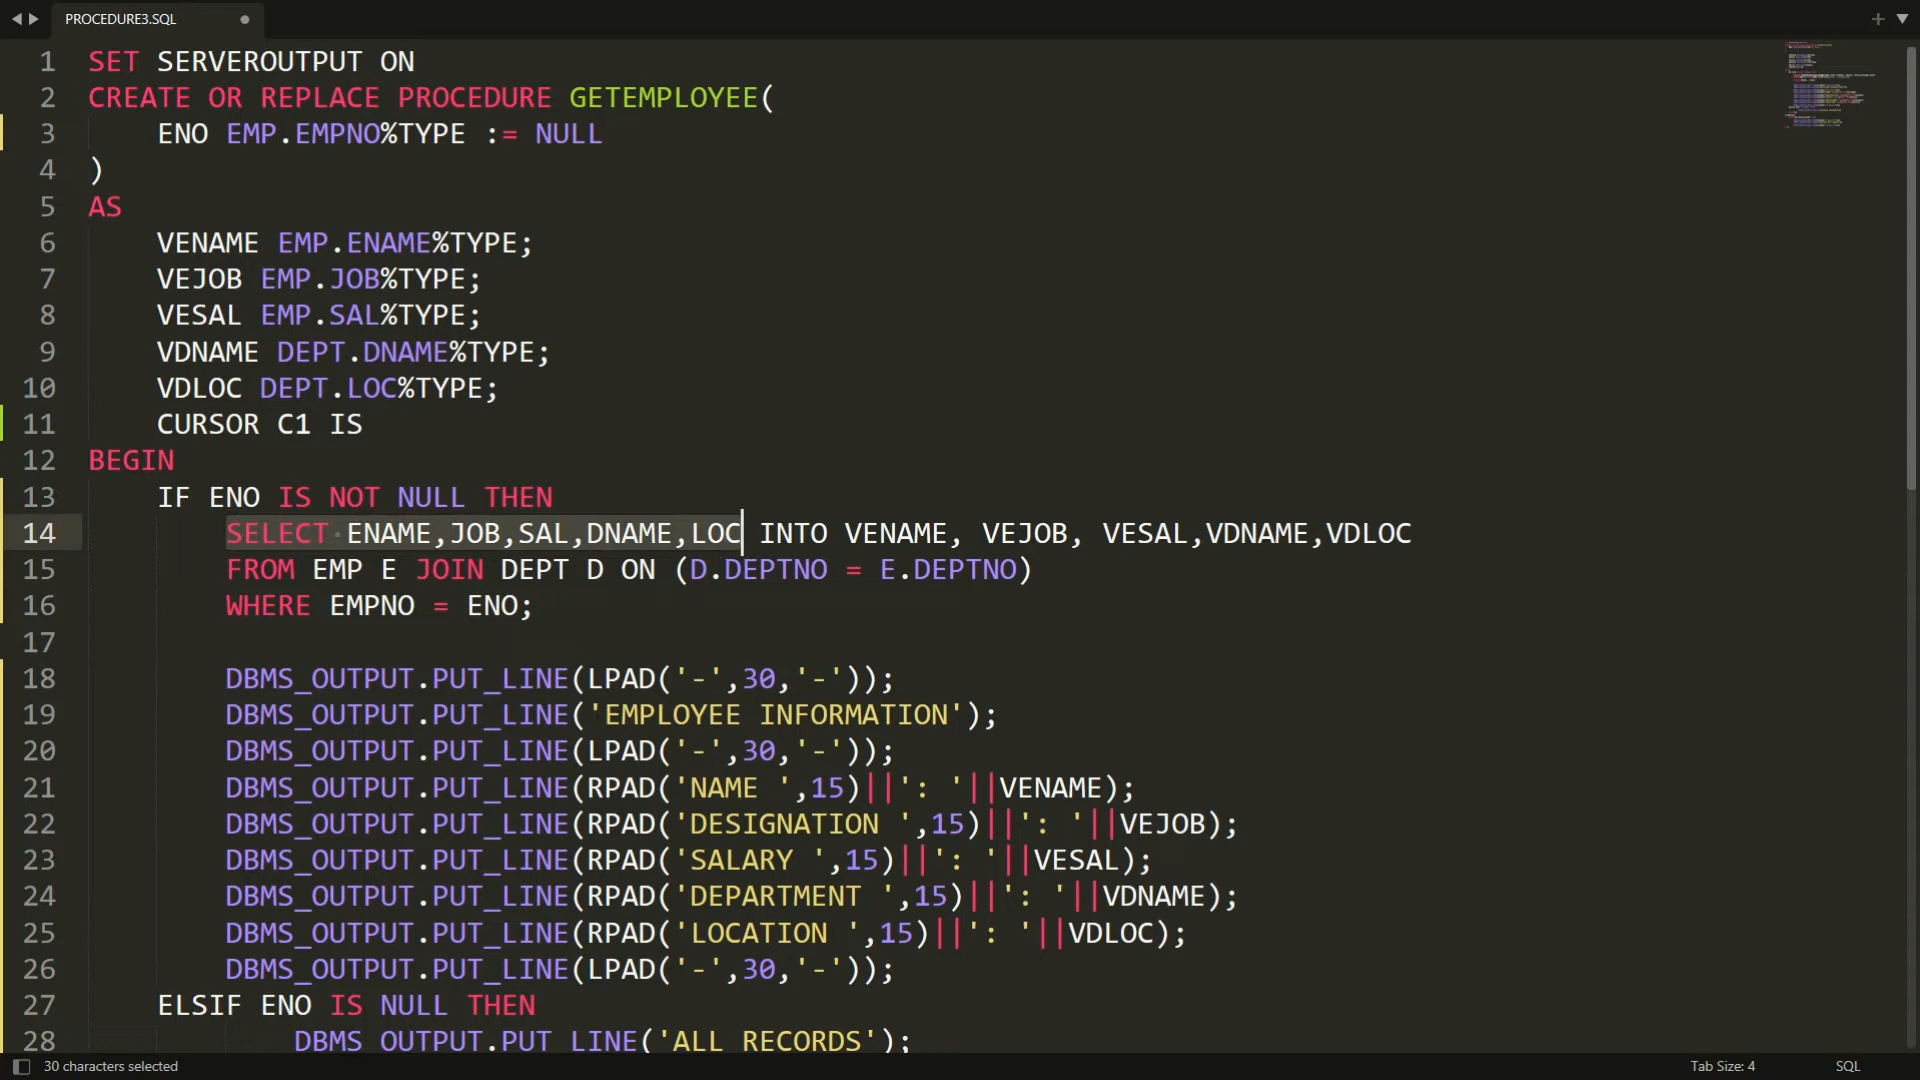 PROCEDURE3.SQL
1 SET SERVEROUTPUT ON
2 CREATE OR REPLACE PROCEDURE GETEMPLOYEE(
3 ENO EMP.EMPNO%TYPE := NULL
4 )
5 AS
6 VENAME EMP.ENAME%TYPE;
7 VEJOB EMP.JOB%TYPE;
8 VESAL EMP.SAL%TYPE;
9 VDNAME DEPT.DNAME%TYPE;
10 VDLOC DEPT.LOC%TYPE;
11 CURSOR C1 IS
12 BEGIN
13 IF ENO IS NOT NULL THEN
14 SELECT ENAME,JOB,SAL,DNAME,LOC INTO VENAME, VEJOB, VESAL,VDNAME,VDLOC
15 FROM EMP E JOIN DEPT D ON (D.DEPTNO = E.DEPTNO)
16 WHERE EMPNO = ENO;
17
18 DBMS_OUTPUT.PUT_LINE(LPAD('-',30,'-'));
19 DBMS_OUTPUT.PUT_LINE('EMPLOYEE INFORMATION');
20 DBMS_OUTPUT.PUT_LINE(LPAD('-',30,'-'));
21 DBMS_OUTPUT.PUT_LINE(RPAD('NAME ',15)||': '||VENAME);
22 DBMS_OUTPUT.PUT_LINE(RPAD('DESIGNATION ',15)||': '||VEJOB);
23 DBMS_OUTPUT.PUT_LINE(RPAD('SALARY ',15)||': '||VESAL);
24 DBMS_OUTPUT.PUT_LINE(RPAD('DEPARTMENT ',15)||': '||VDNAME);
25 DBMS_OUTPUT.PUT_LINE(RPAD('LOCATION ',15)||': '||VDLOC);
26 DBMS_OUTPUT.PUT_LINE(LPAD('-',30,'-'));
27 ELSIF ENO IS NULL THEN
28 DBMS_OUTPUT.PUT_LINE('ALL RECORDS');
30 characters selected
Tab Size: 4
SQL